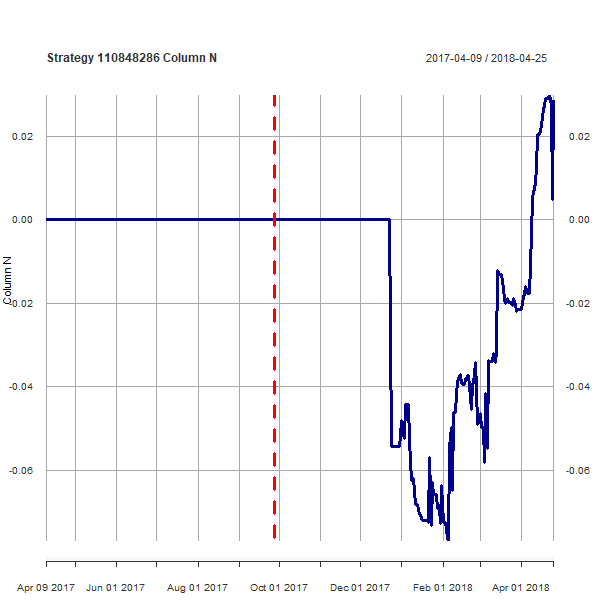 Strategy 110848286 Column N
2017-04-09 / 2018-04-25
0.02 0.02
0.00 0.00
Column N
-0.02 -0.02
-0.04 -0.04
-0.06 -0.06
Apr 09 2017 Jun 01 2017 Aug 01 2017 Oct 01 2017 Dec 01 2017 Feb 01 2018 Apr 01 2018